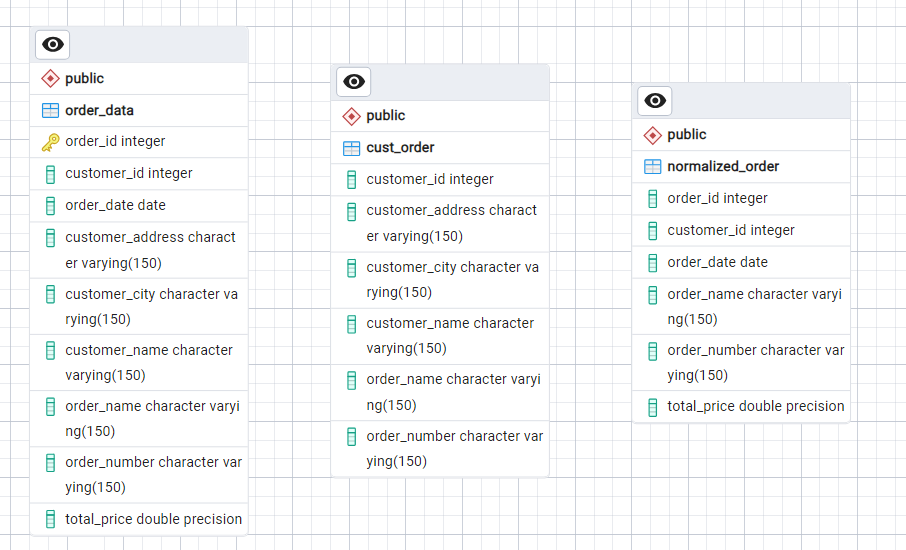 public
order_data
order_id integer
customer_id integer
order_date date
customer_address charact
er varying(150)
customer_city character va
rying(150)
customer_name character
varying(150)
order_name character varyi
ng(150)
order_number character var
ying(150)
total_price double precision
public
cust_order
customer_id integer
customer_address charact
er varying(150)
customer_city character va
rying(150)
customer_name character
varying(150)
order_name character varyi
ng(150)
order_number character var
ying(150)
public
normalized_order
order_id integer
customer_id integer
order_date date
order_name character varyi
ng(150)
order_number character var
ying(150)
total_price double precision